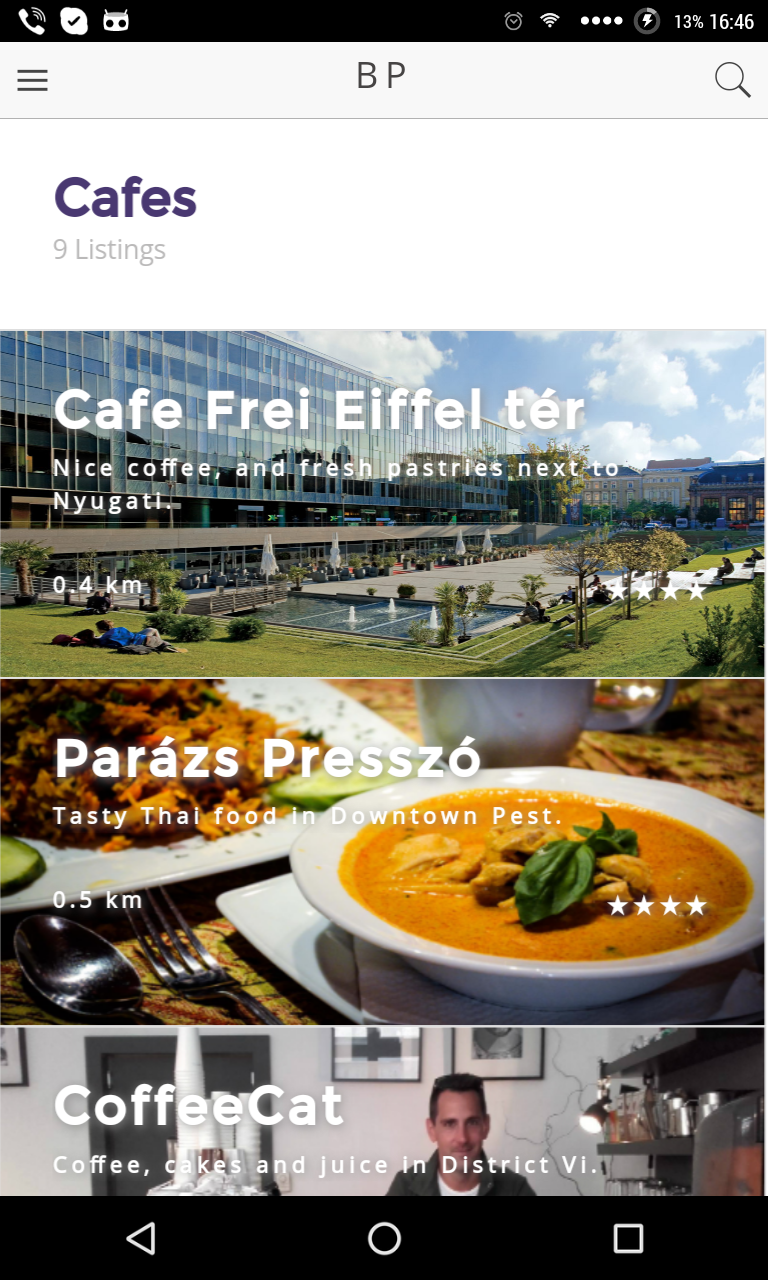 13% 16:46
B P
Cafes
9 Listings
Cafe Frei Eiffel tér
Nice coffee, and fresh pastries next to
Nyugati.
0.4 km
★★★★
Parázs Presszó
Tasty Thai food in Downtown Pest.
0.5 km
★★★★
CoffeeCat
Coffee, cakes and juice in District Vi.